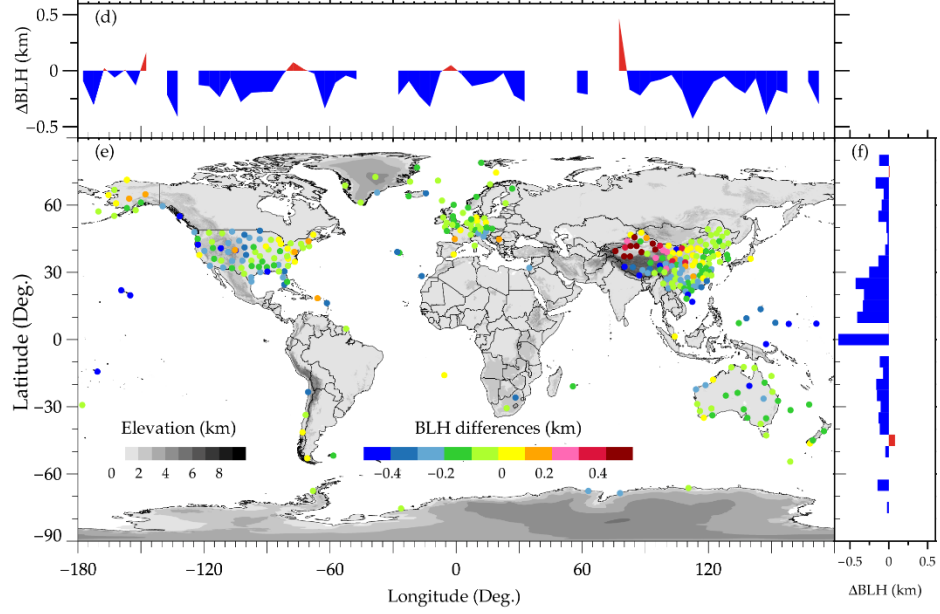 0.5
(d)
0
−0.5
ΔBLH (km)
(e)
(f)
60
30
0
−30
−60
−90
Latitude (Deg.)
Elevation (km)
0 2 4 6 8
BLH differences (km)
−0.4 −0.2 0 0.2 0.4
−180 −120 −60 0 60 120
Longitude (Deg.)
−0.5 0 0.5
ΔBLH (km)